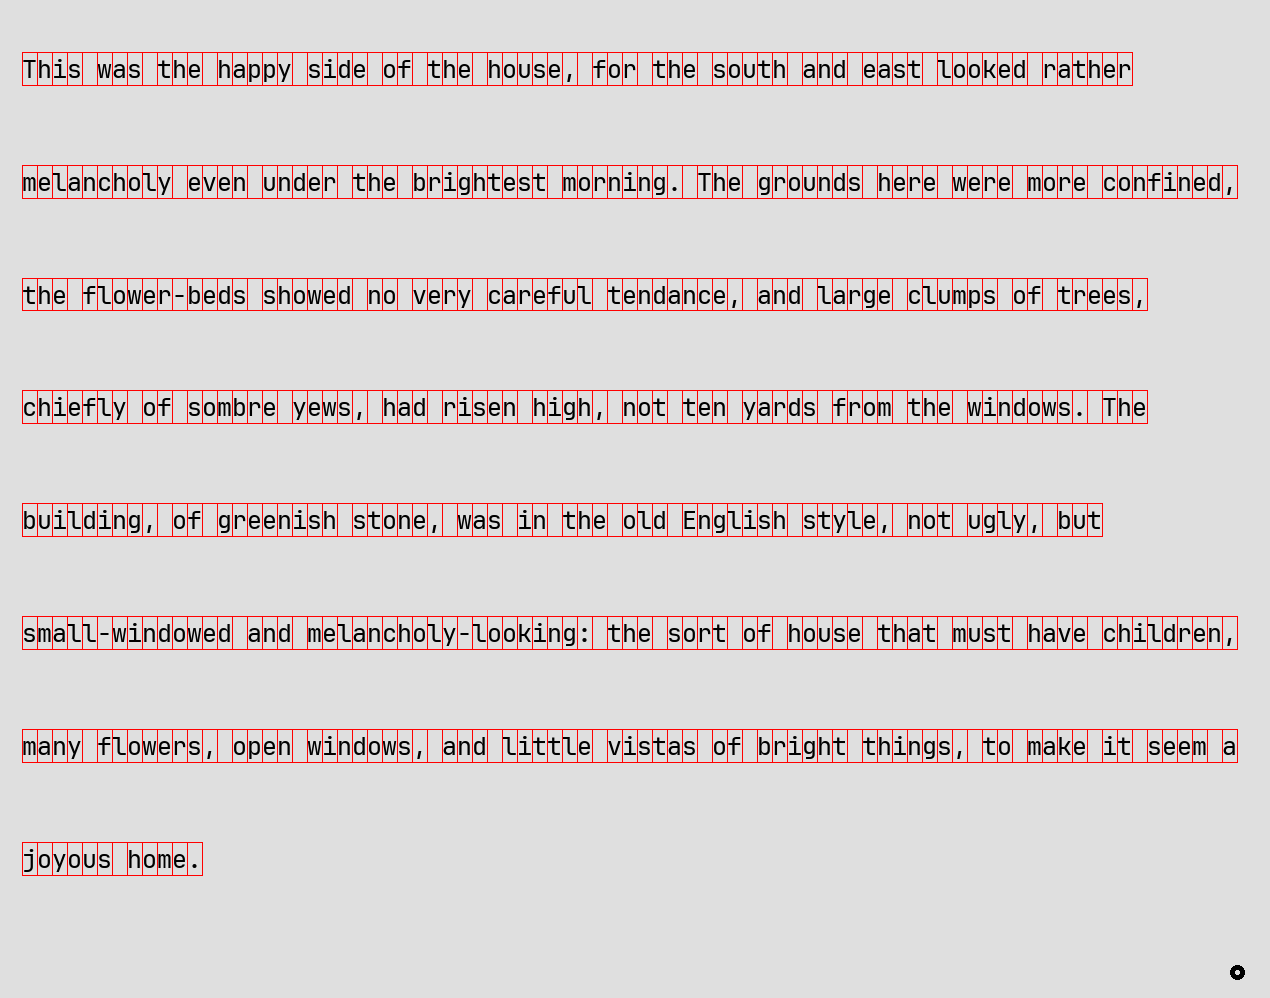 This was the happy side of the house, for the south and east looked rather
melancholy even under the brightest morning. The grounds here were more confined,
the flower-beds showed no very careful tendance, and large clumps of trees,
chiefly of sombre yews, had risen high, not ten yards from the windows. The
building, of greenish stone, was in the old English style, not ugly, but
small-windowed and melancholy-looking: the sort of house that must have children,
many flowers, open windows, and little vistas of bright things, to make it seem a
joyous home.